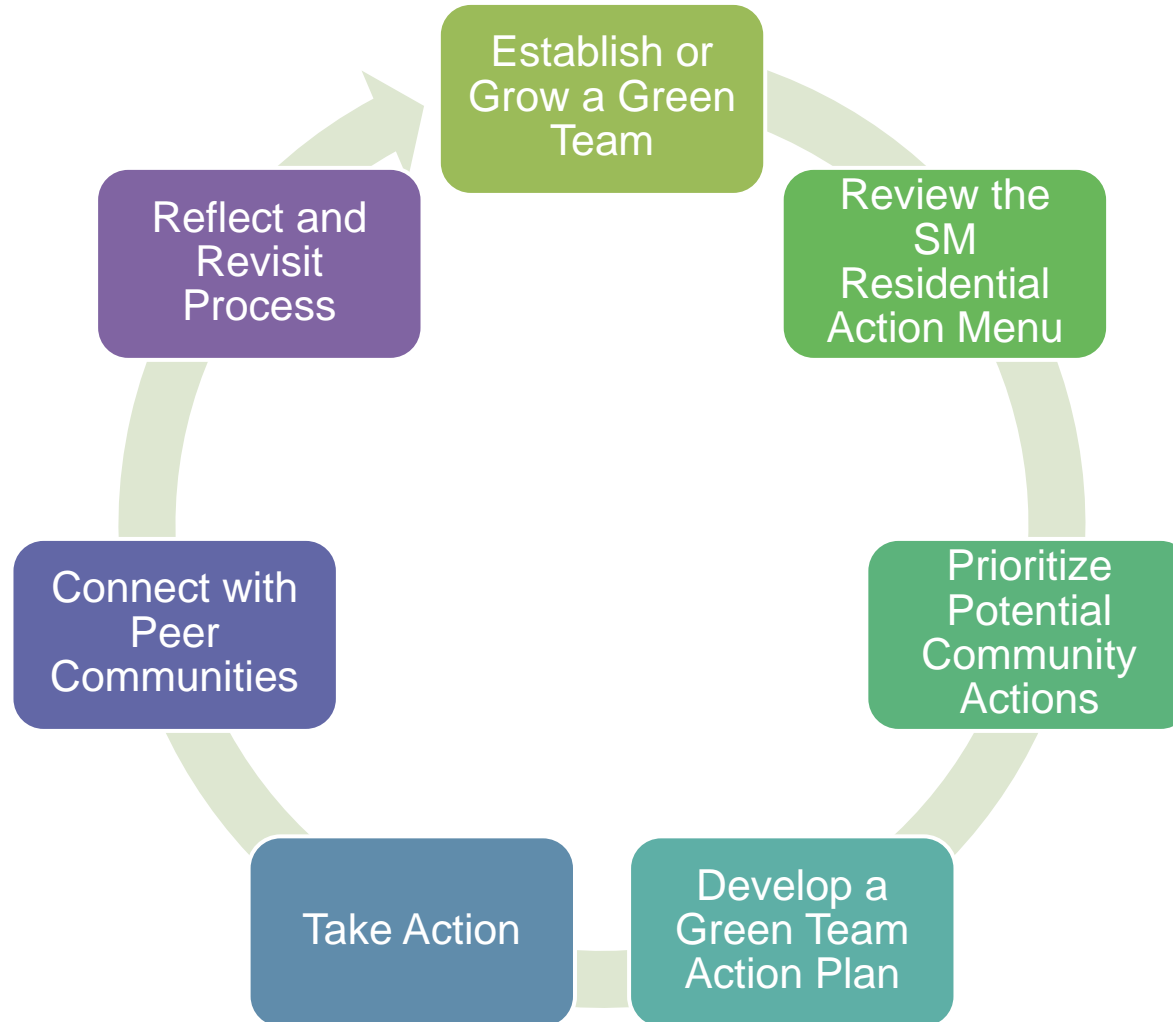 Establish or
Grow a Green
Team
Review the
SM
Residential
Action Menu
Prioritize
Potential
Community
Actions
Develop a
Green Team
Action Plan
Take Action
Connect with
Peer
Communities
Reflect and
Revisit
Process